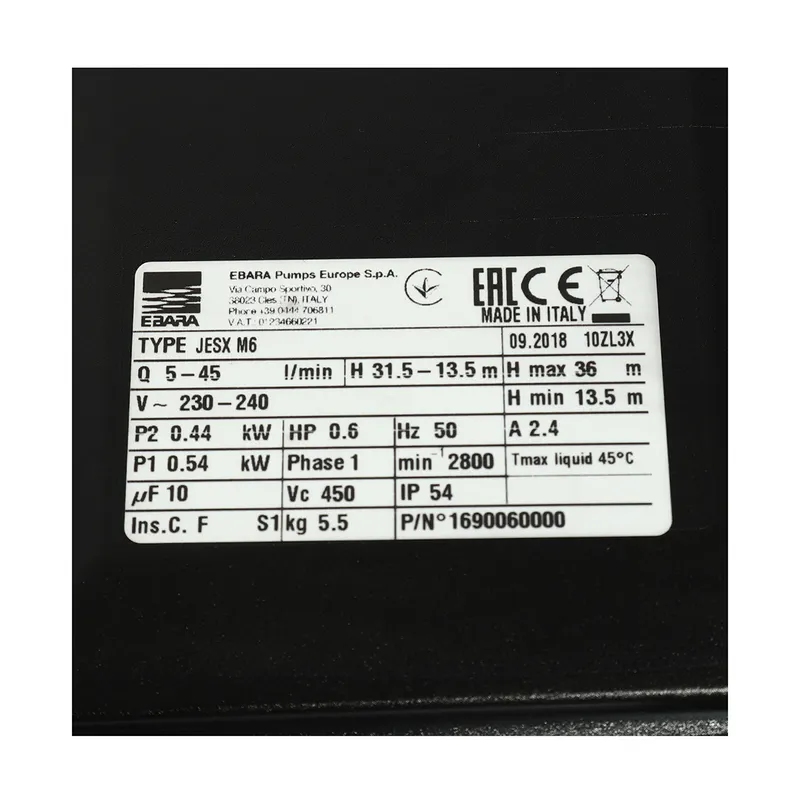 EBARA
EBARA Pumps Europe S.p.A.
Via Campo Sportivo, 30
38023 Cles (TN), ITALY
Phone +39 0444 706811
V.A.T. 01234660221
EAC CE
MADE IN ITALY
TYPE JESX M6 09.2018 10ZL3X
Q 5-45 l/min H 31.5-13.5 m H max 36 m
V~ 230-240 H min 13.5 m
P2 0.44 kW HP 0.6 Hz 50 A 2.4
P1 0.54 kW Phase 1 min⁻¹ 2800 Tmax liquid 45°C
µF 10 Vc 450 IP 54
Ins.C. F S1 kg 5.5 P/N°1690060000